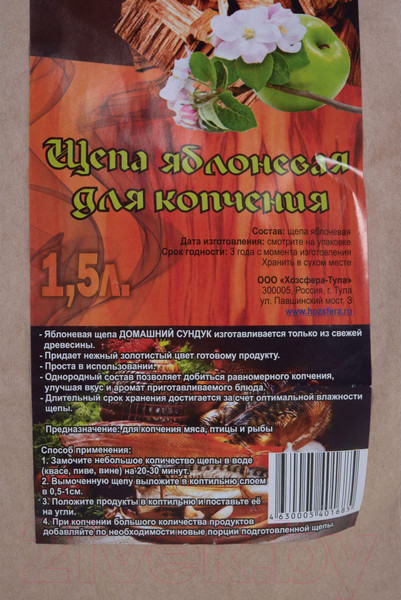 Щепа яблоневая
для копчения
Состав: щепа яблоневая
Дата изготовления: смотрите на упаковке
Срок годности: 3 года с момента изготовления
Хранить в сухом месте
1,5л.
ООО «Хозсфера-Тула»
300005, Россия, г. Тула
ул. Павшинский мост, 3
www.hozsfera.ru
- Яблоневая щепа ДОМАШНИЙ СУНДУК изготавливается только из свежей
древесины.
- Придает нежный золотистый цвет готовому продукту.
- Проста в использовании.
- Однородный состав позволяет добиться равномерного копчения,
улучшая вкус и аромат приготавливаемого блюда.
- Длительный срок хранения достигается за счет оптимальной влажности
щепы.
Предназначение: для копчения мяса, птицы и рыбы
Способ применения:
1. Замочите небольшое количество щепы в воде
(квасе, пиве, вине) на 20-30 минут.
2. Вымоченную щепу выложите в коптильню слоем
в 0,5-1см.
3. Положите продукты в коптильню и поставьте её
на угли.
4. При копчении большого количества продуктов
добавляйте по необходимости новые порции подготовленной щепы.